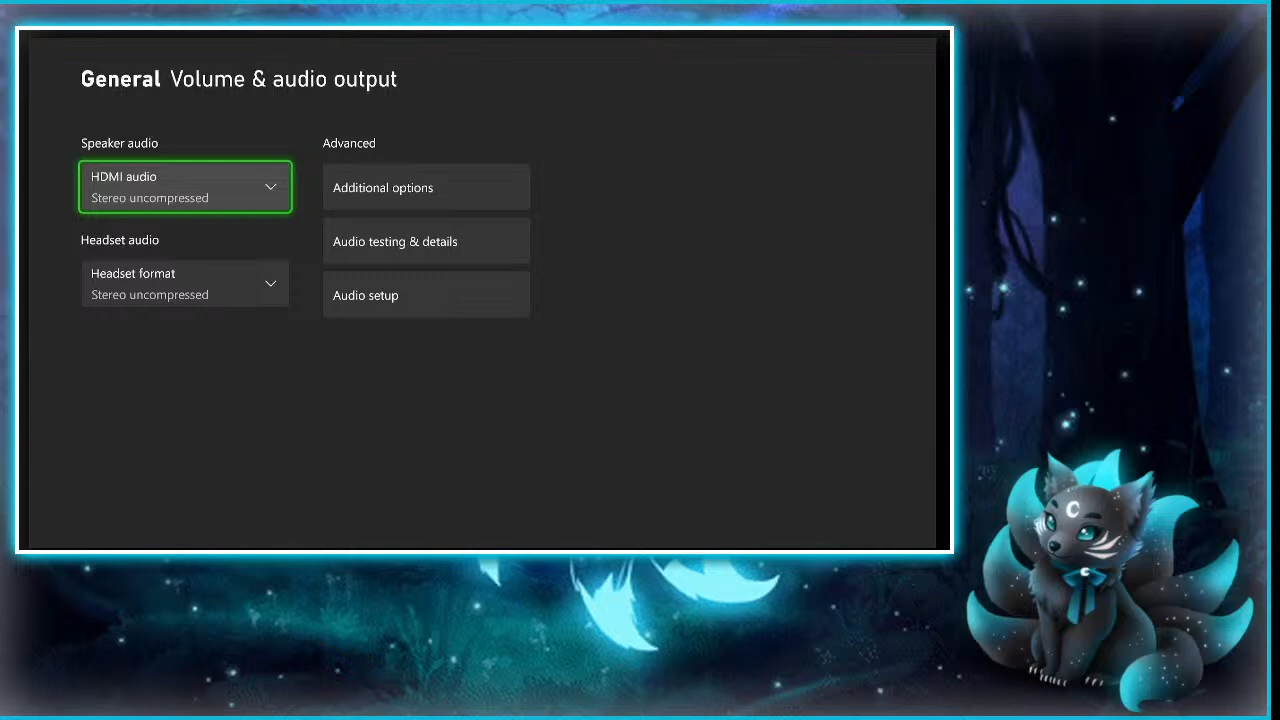 General Volume & audio output
Speaker audio
HDMI audio
Stereo uncompressed
Headset audio
Headset format
Stereo uncompressed
Advanced
Additional options
Audio testing & details
Audio setup